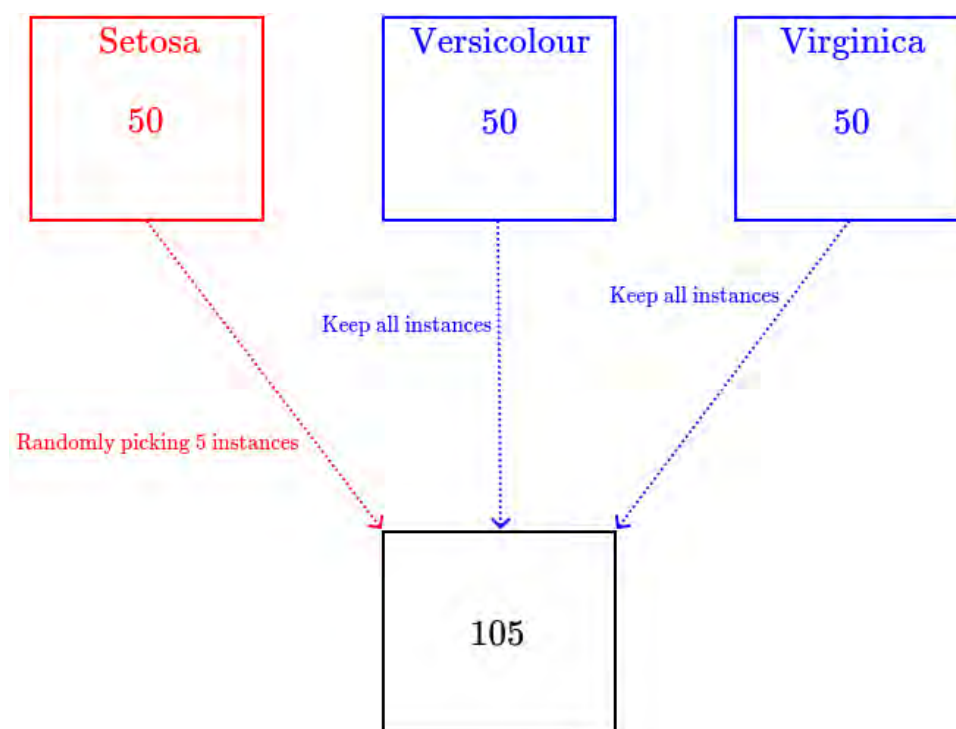 Setosa
Versicolour
Virginica
50
50
50
Keep all instances
Keep all instances
Randomly picking 5 instances
105